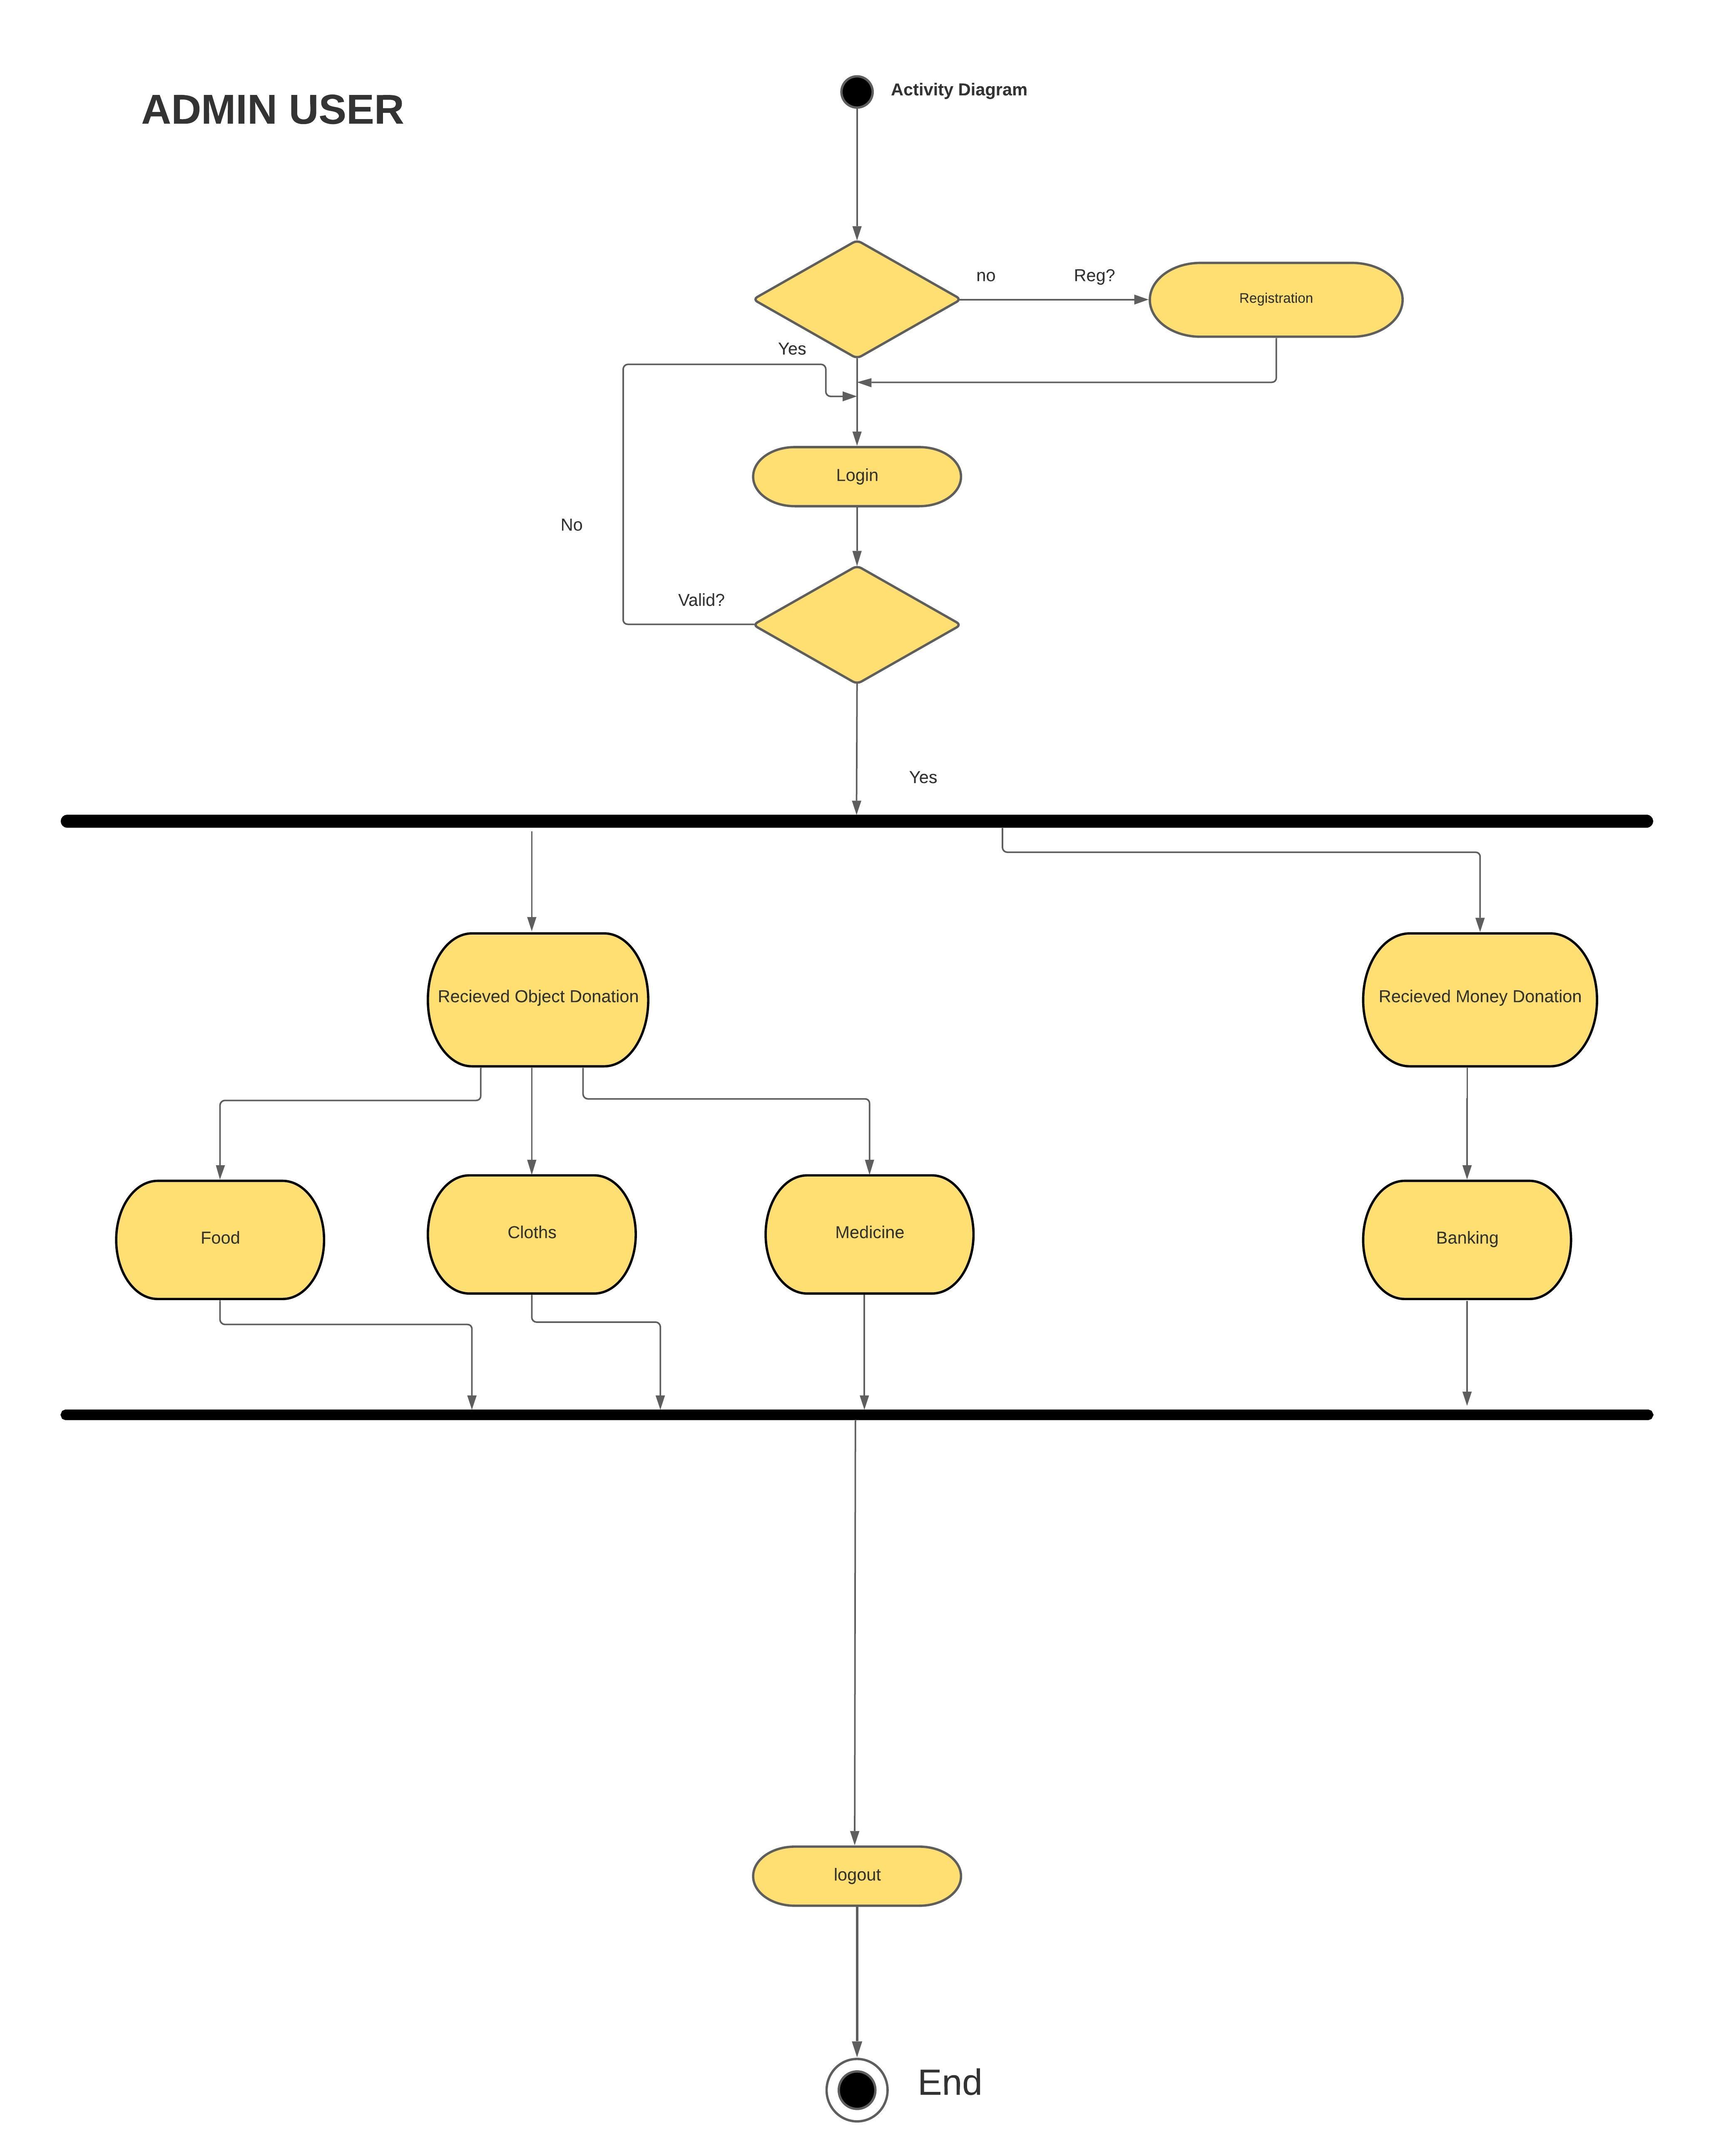 Activity Diagram
ADMIN USER
no
Reg?
Registration
Yes
Login
No
Valid?
Yes
Recieved Object Donation
Recieved Money Donation
Food
Cloths
Medicine
Banking
logout
End